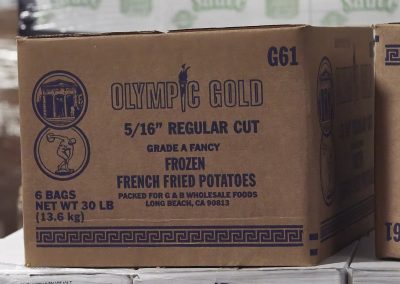 G61
OLYMPIC GOLD
5/16" REGULAR CUT
GRADE A FANCY
FROZEN
FRENCH FRIED POTATOES
6 BAGS
NET WT 30 LB
(13.6 kg)
PACKED FOR G & B WHOLESALE FOODS
LONG BEACH, CA 90813
G61